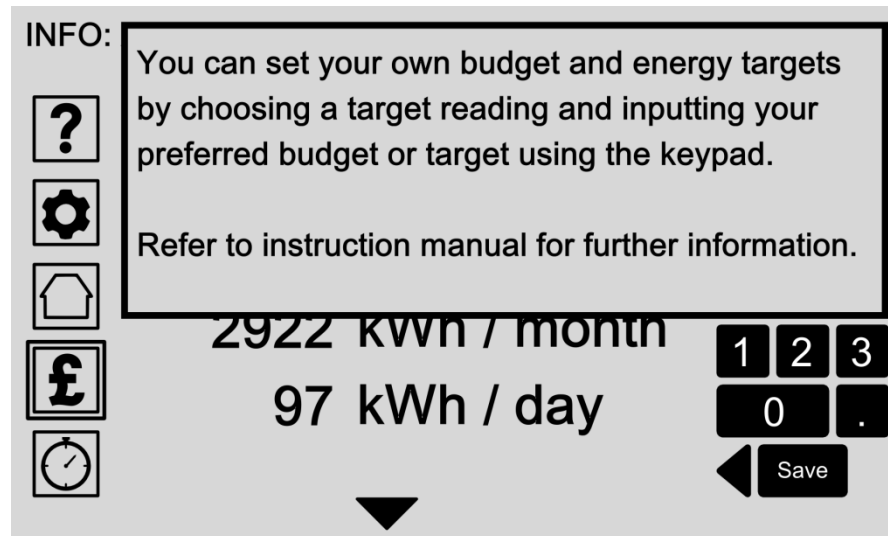 INFO:
You can set your own budget and energy targets
by choosing a target reading and inputting your
preferred budget or target using the keypad.
Refer to instruction manual for further information.
?
2922 kWh / month
£
97 kWh / day
1 2 3
0 .
Save